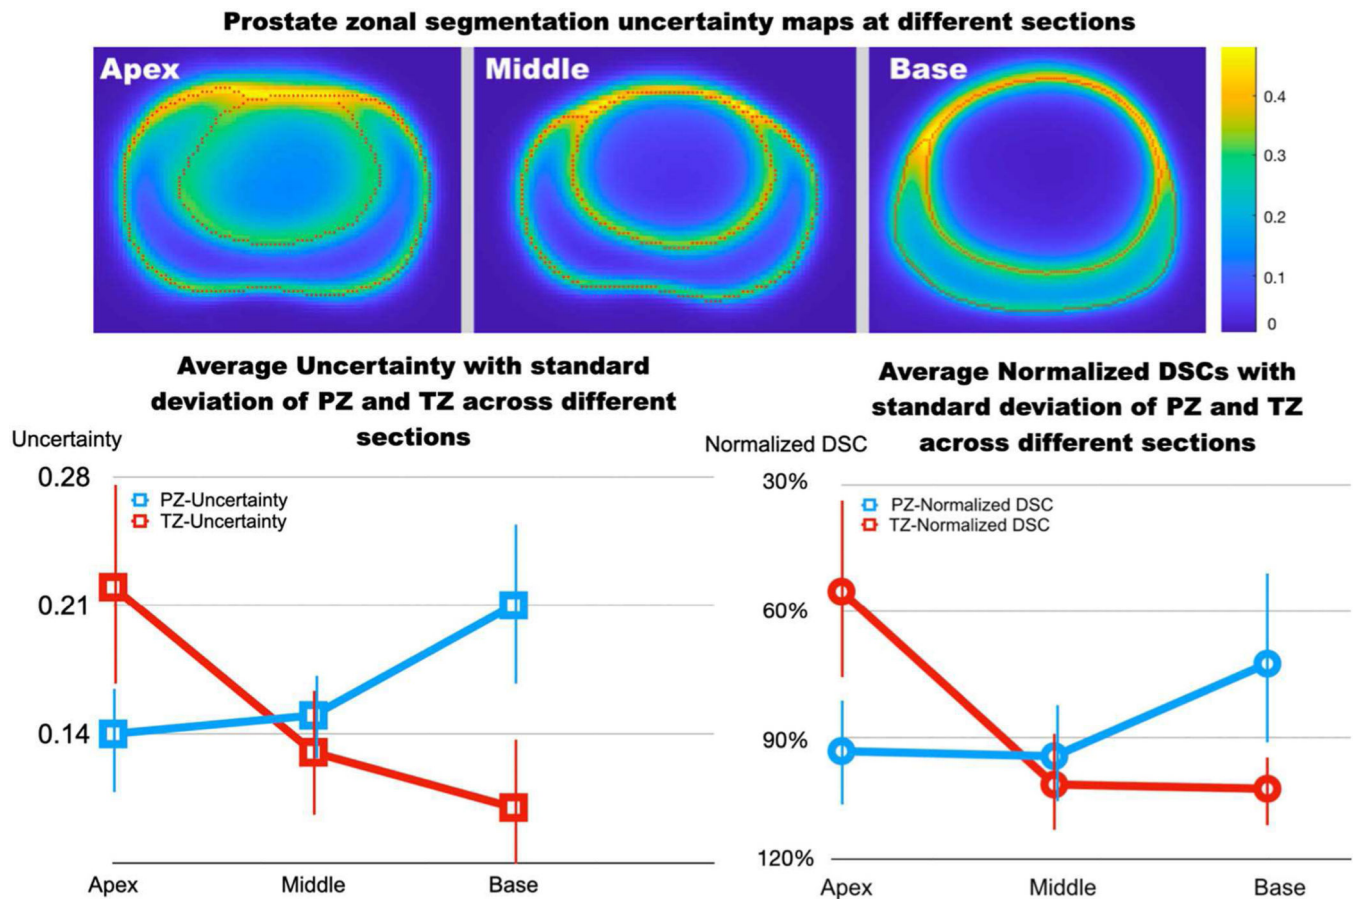 Prostate zonal segmentation uncertainty maps at different sections
Apex
Middle
Base
0.4
0.3
0.2
0.1
0
Average Uncertainty with standard
deviation of PZ and TZ across different
sections
Uncertainty
0.28
0.21
0.14
PZ-Uncertainty
TZ-Uncertainty
Apex
Middle
Base
Average Normalized DSCs with
standard deviation of PZ and TZ
across different sections
Normalized DSC
30%
60%
90%
120%
PZ-Normalized DSC
TZ-Normalized DSC
Apex
Middle
Base